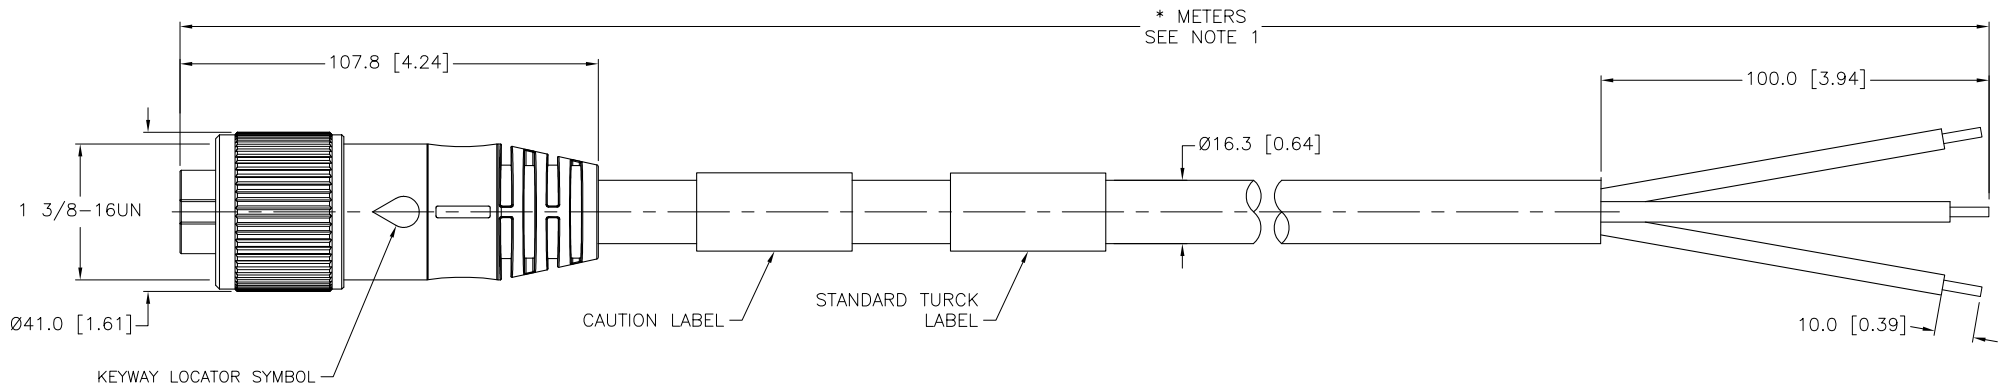 * METERS
SEE NOTE 1
107.8 [4.24]
100.0 [3.94]
Ø16.3 [0.64]
1 3/8-16UN
STANDARD TURCK
LABEL
CAUTION LABEL
Ø41.0 [1.61]
10.0 [0.39]
KEYWAY LOCATOR SYMBOL